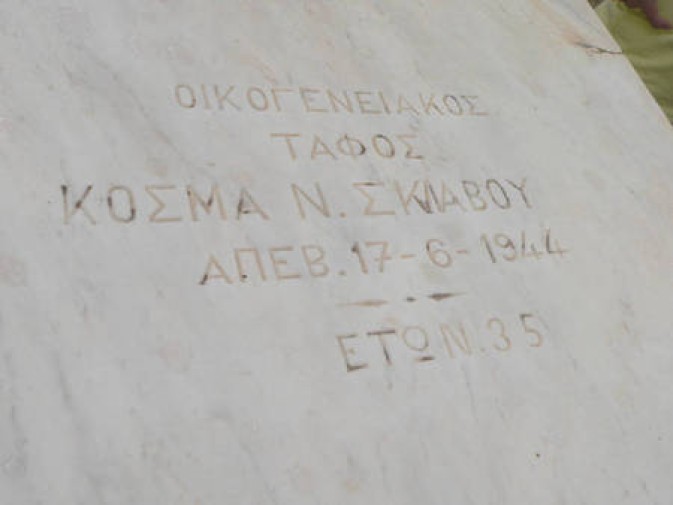 ΟΙΚΟΓΕΝΕΙΑΚΟΣ
ΤΑΦΟΣ
ΚΟΣΜΑ Ν. ΣΚΛΑΒΟΥ
ΑΠΕΒ. 17-6-1944
ΕΤΩΝ. 35